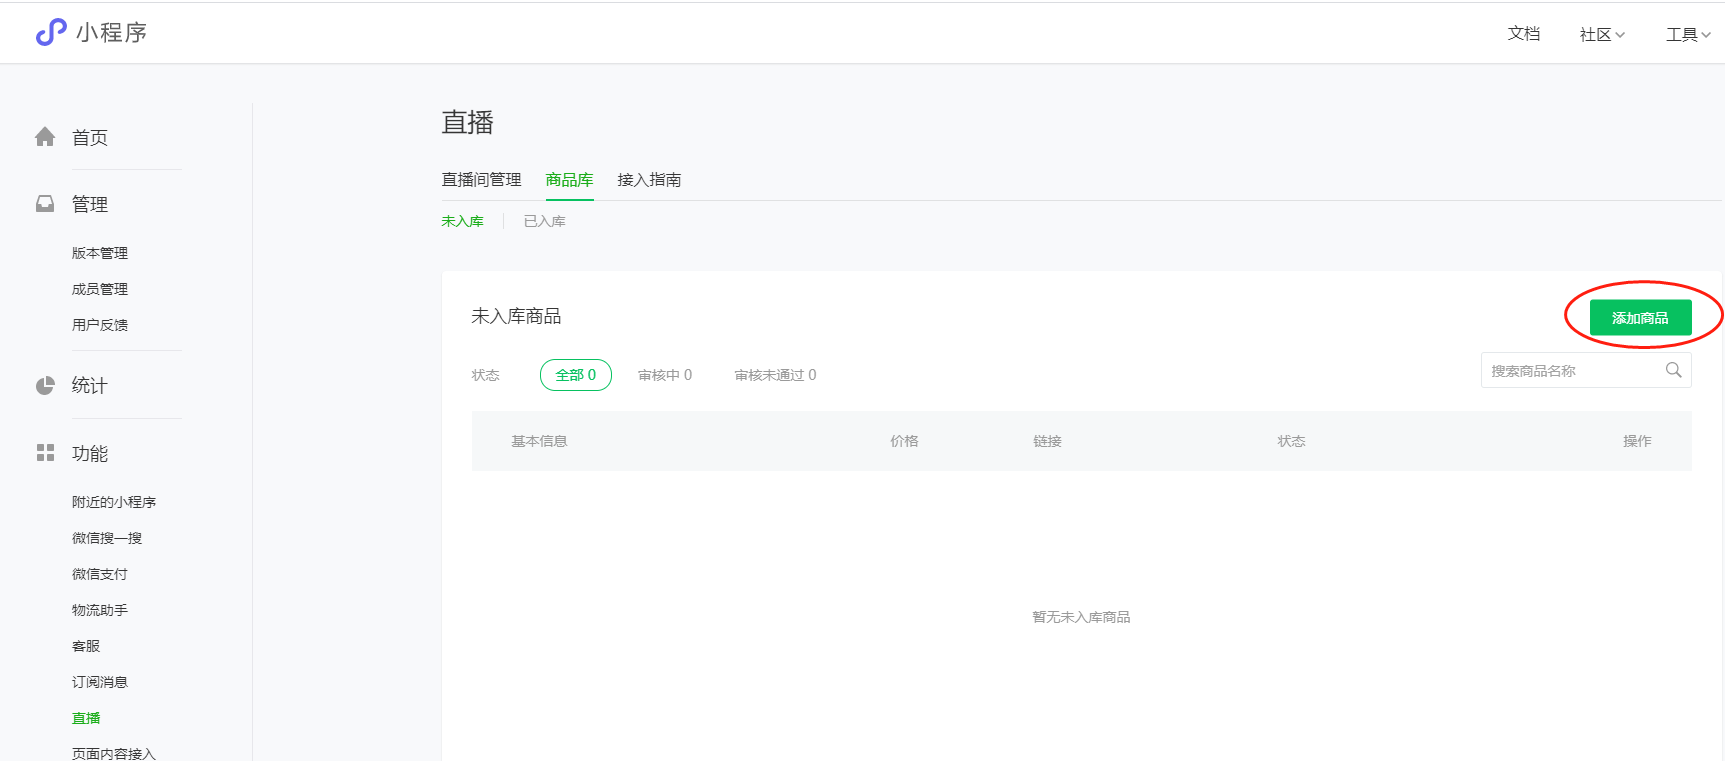 小程序
文档 社区 工具
首页
管理
版本管理
成员管理
用户反馈
统计
功能
附近的小程序
微信搜一搜
微信支付
物流助手
客服
订阅消息
直播
页面内容接入
直播
直播间管理 商品库 接入指南
未入库 已入库
未入库商品
添加商品
状态 全部 0 审核中 0 审核未通过 0
搜索商品名称
基本信息 价格 链接 状态 操作
暂无未入库商品